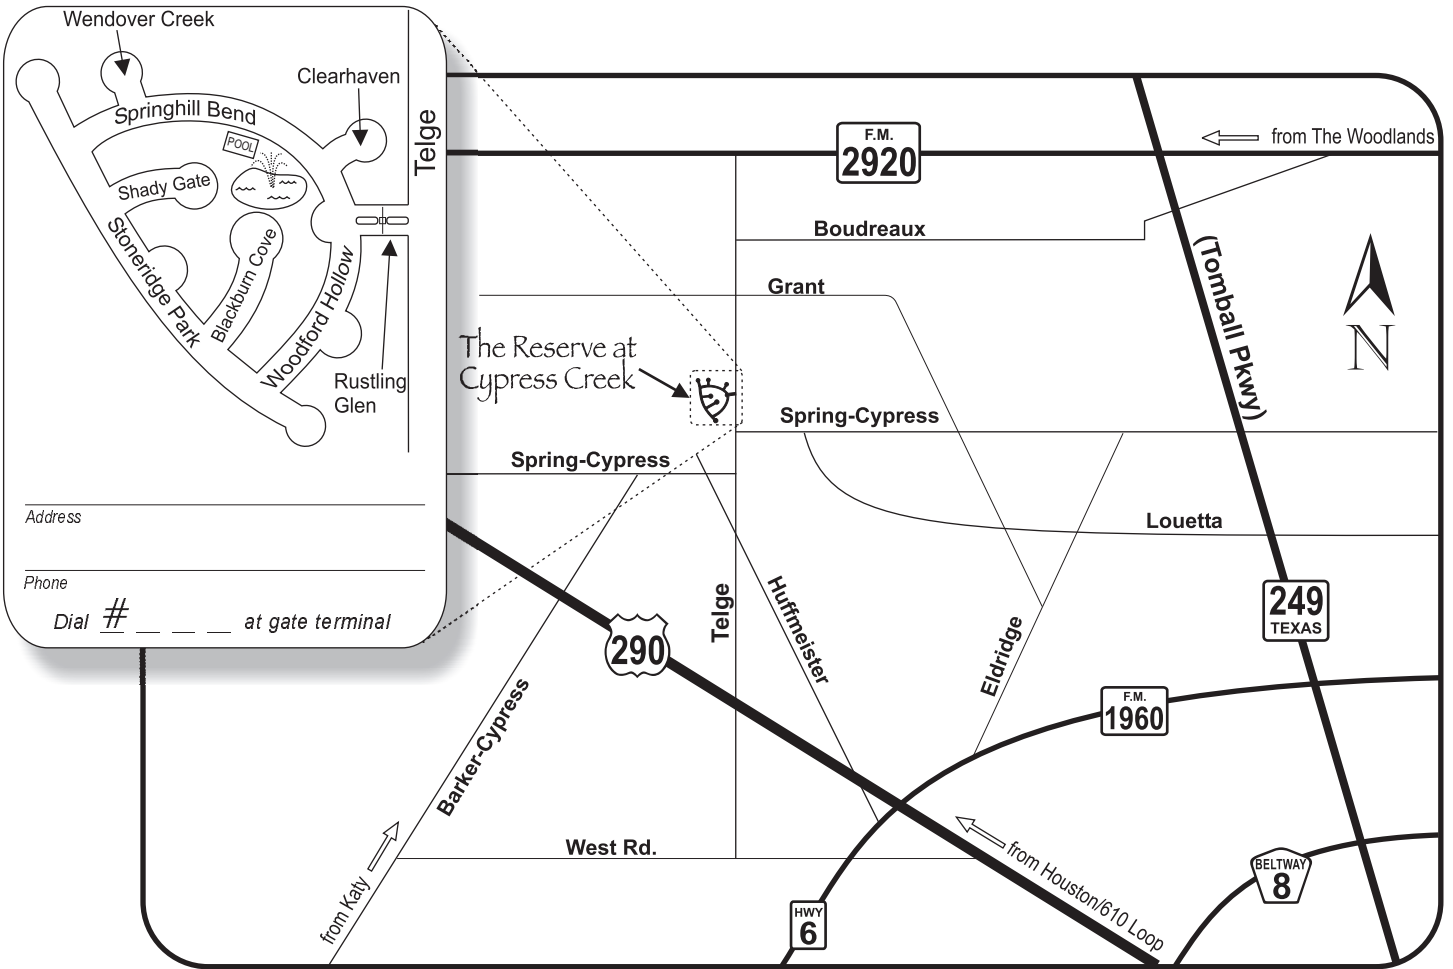 Wendover Creek
Clearhaven
Springhill Bend
POOL
Telge
Shady Gate
Stoneridge Park
Blackburn Cove
Woodford Hollow
Rustling
Glen
Address
Phone
Dial # _ _ _ at gate terminal
F.M.
2920
from The Woodlands
Boudreaux
Grant
(Tomball Pkwy)
N
The Reserve at
Cypress Creek
Spring-Cypress
Spring-Cypress
Louetta
Telge
Huffmeister
Eldridge
249
TEXAS
290
F.M.
1960
Barker-Cypress
West Rd.
from Katy
from Houston/610 Loop
BELTWAY
8
HWY
6